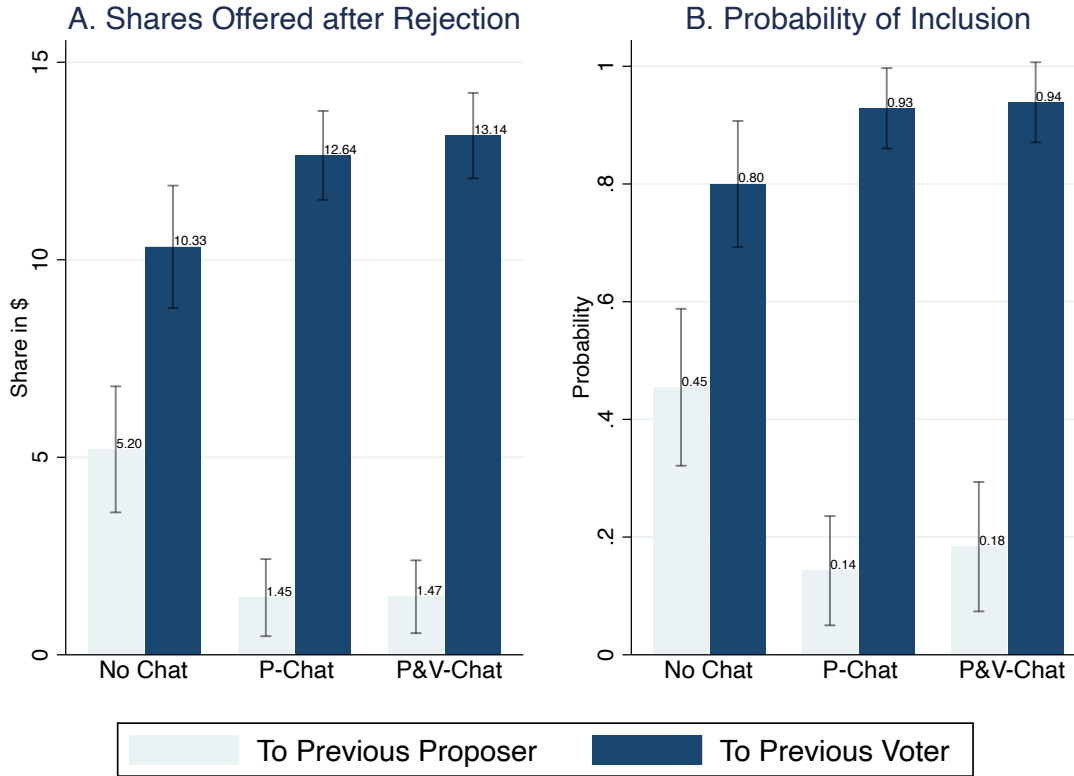 A. Shares Offered after Rejection
15
10
5
0
Share in $
5.20
10.33
1.45
12.64
1.47
13.14
No Chat
P-Chat
P&V-Chat
B. Probability of Inclusion
1
.8
.6
.4
.2
0
Probability
0.45
0.80
0.14
0.93
0.18
0.94
No Chat
P-Chat
P&V-Chat
To Previous Proposer
To Previous Voter